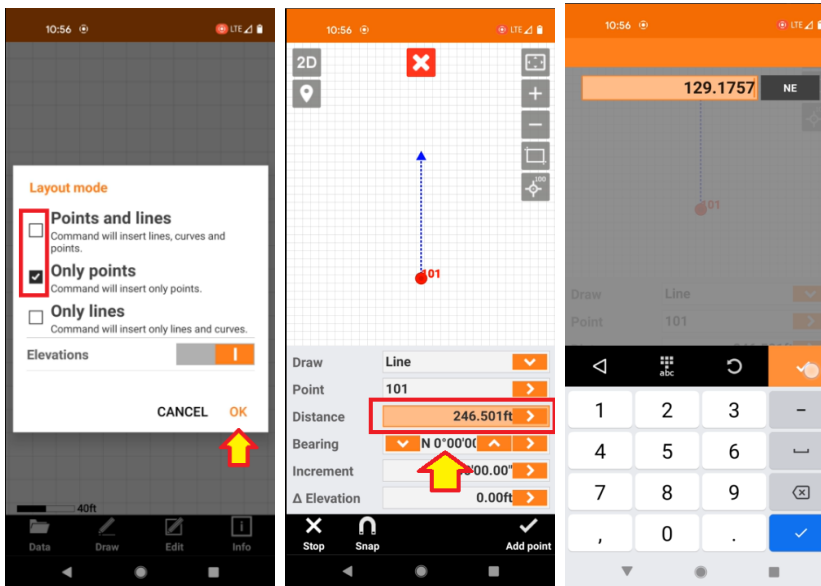 10:56
LTE
Layout mode
Points and lines
Command will insert lines, curves and
points.
Only points
Command will insert only points.
Only lines
Command will insert only lines and curves.
Elevations
CANCEL
OK
40ft
Data
Draw
Edit
Info
10:56
LTE
2D
100
101
Draw
Line
Point
101
Distance
246.501ft
Bearing
N 0°00'00
Increment
'00.00"
Δ Elevation
0.00ft
Stop
Snap
Add point
10:56
LTE
129.1757
NE
101
Draw
Line
Point
101
abc
1
2
3
-
4
5
6
7
8
9
,
0
.